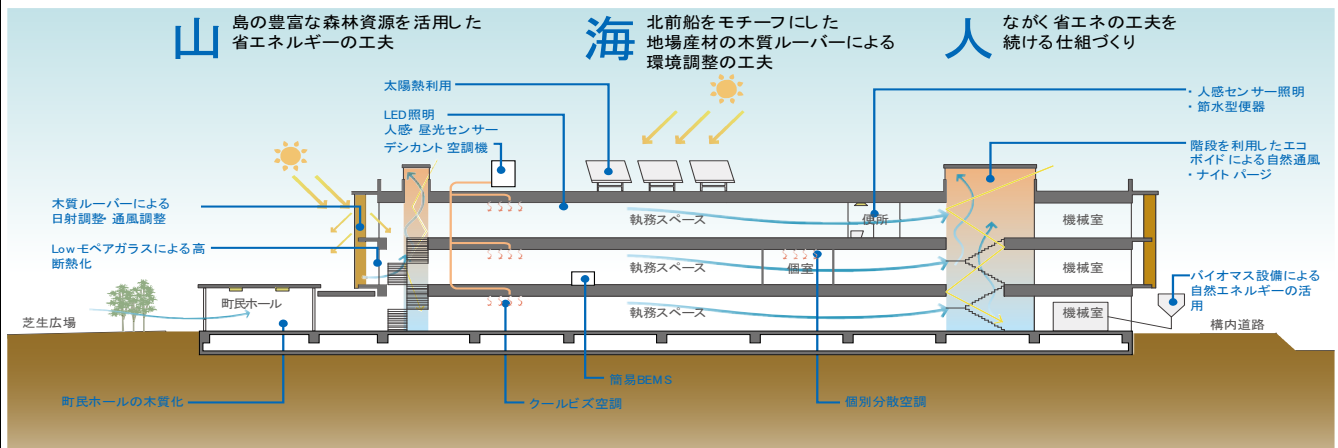 山
島の豊富な森林資源を活用した
省エネルギーの工夫
海
北前船をモチーフにした
地場産材の木質ルーバーによる
環境調整の工夫
人
ながく省エネの工夫を
続ける仕組づくり
太陽熱利用
LED照明
人感・昼光センサー
デシカント空調機
・人感センサー照明
・節水型便器
階段を利用したエコ
ボイドによる自然通風
・ナイトパージ
木質ルーバーによる
日射調整・通風調整
Lowモペアガラスによる高
断熱化
執務スペース
便所
機械室
執務スペース
個室
機械室
バイオマス設備による
自然エネルギーの活
用
町民ホール
執務スペース
機械室
芝生広場
構内道路
簡易BEMS
町民ホールの木質化
クールビズ空調
個別分散空調